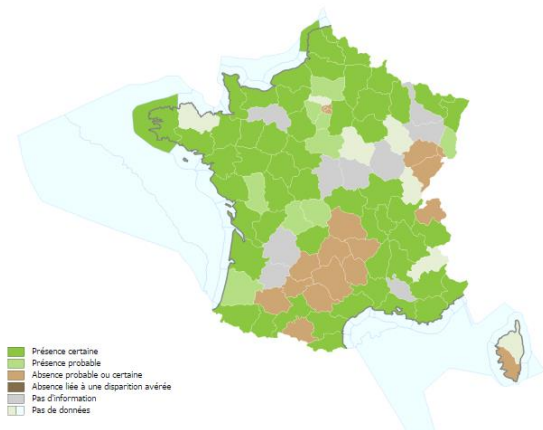 Présence certaine
Présence probable
Absence probable ou certaine
Absence liée à une disparition avérée
Pas d'information
Pas de données